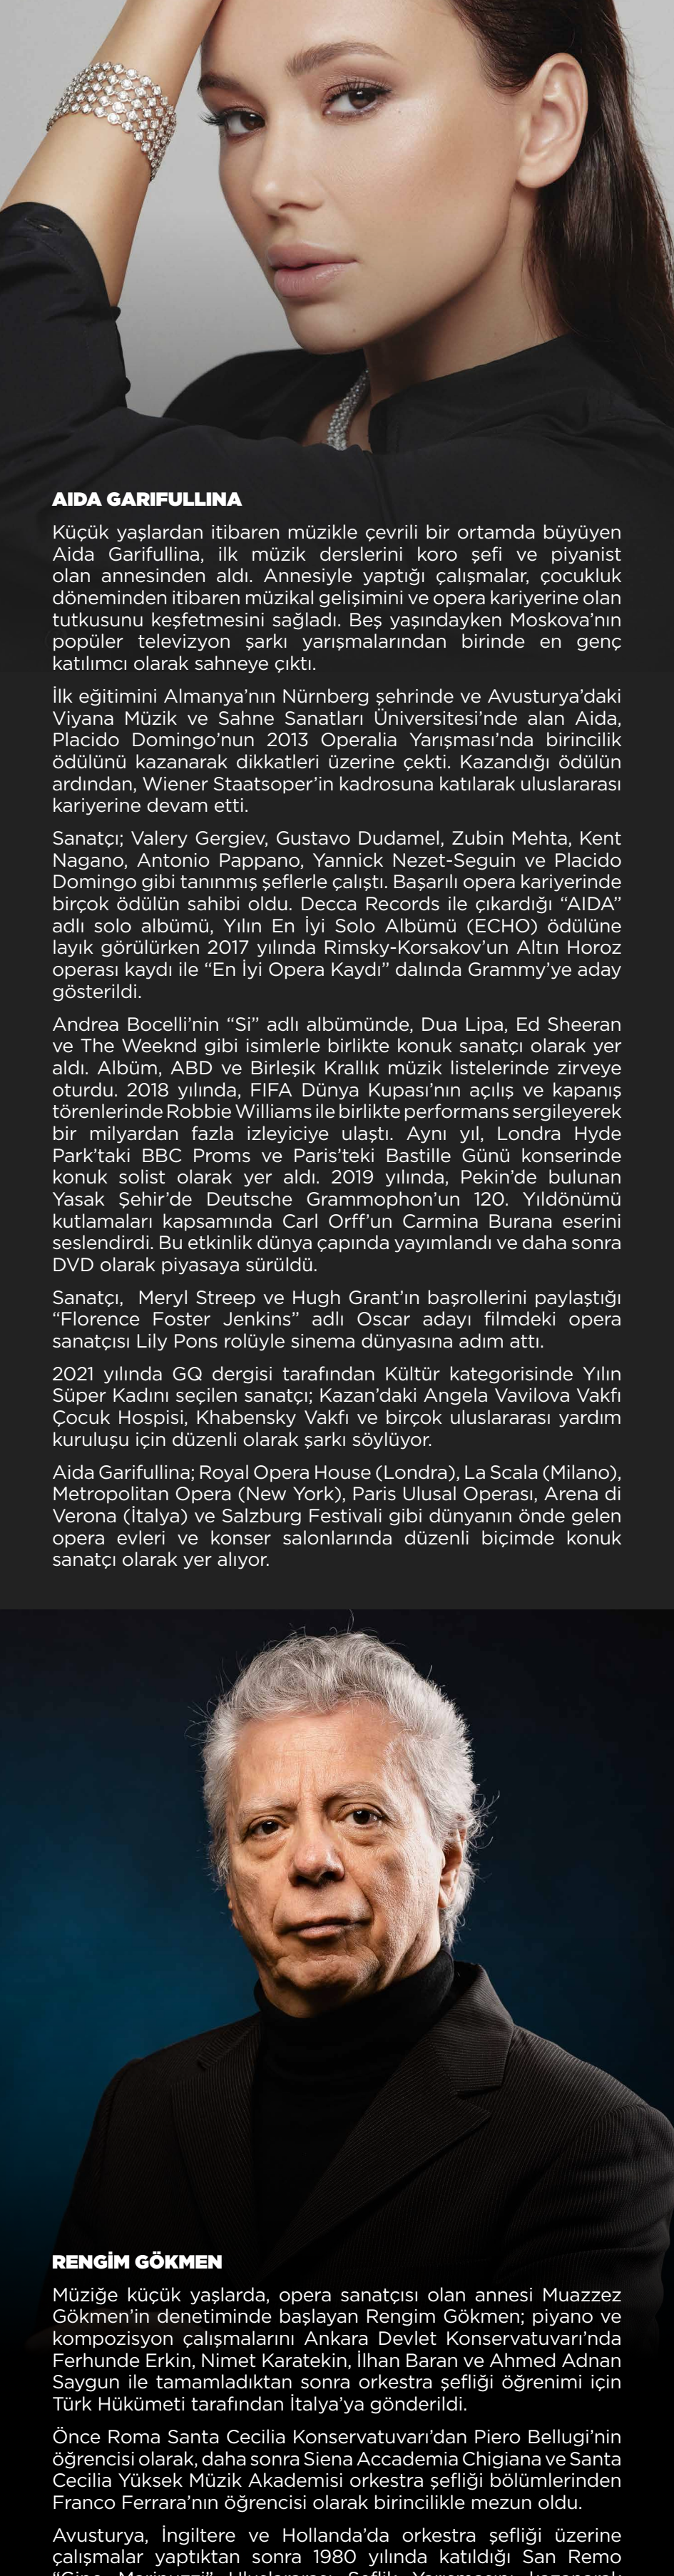 AIDA GARIFULLINA
Küçük yaşlardan itibaren müzikle çevrili bir ortamda büyüyen
Aida Garifullina, ilk müzik derslerini koro şefi ve piyanist
olan annesinden aldı. Annesiyle yaptığı çalışmalar, çocukluk
döneminden itibaren müzikal gelişimini ve opera kariyerine olan
tutkusunu keşfetmesini sağladı. Beş yaşındayken Moskova’nın
popüler televizyon şarkı yarışmalarından birinde en genç
katılımcı olarak sahneye çıktı.
İlk eğitimini Almanya’nın Nürnberg şehrinde ve Avusturya’daki
Viyana Müzik ve Sahne Sanatları Üniversitesi’nde alan Aida,
Placido Domingo’nun 2013 Operalia Yarışması’nda birincilik
ödülünü kazanarak dikkatleri üzerine çekti. Kazandığı ödülün
ardından, Wiener Staatsoper’in kadrosuna katılarak uluslararası
kariyerine devam etti.
Sanatçı; Valery Gergiev, Gustavo Dudamel, Zubin Mehta, Kent
Nagano, Antonio Pappano, Yannick Nezet-Seguin ve Placido
Domingo gibi tanınmış şeflerle çalıştı. Başarılı opera kariyerinde
birçok ödülün sahibi oldu. Decca Records ile çıkardığı “AIDA”
adlı solo albümü, Yılın En İyi Solo Albümü (ECHO) ödülüne
layık görülürken 2017 yılında Rimsky-Korsakov’un Altın Horoz
operası kaydı ile “En İyi Opera Kaydı” dalında Grammy’ye aday
gösterildi.
Andrea Bocelli’nin “Si” adlı albümünde, Dua Lipa, Ed Sheeran
ve The Weeknd gibi isimlerle birlikte konuk sanatçı olarak yer
aldı. Albüm, ABD ve Birleşik Krallık müzik listelerinde zirveye
oturdu. 2018 yılında, FIFA Dünya Kupası’nın açılış ve kapanış
törenlerinde Robbie Williams ile birlikte performans sergileyerek
bir milyardan fazla izleyiciye ulaştı. Aynı yıl, Londra Hyde
Park’taki BBC Proms ve Paris’teki Bastille Günü konserinde
konuk solist olarak yer aldı. 2019 yılında, Pekin’de bulunan
Yasak Şehir’de Deutsche Grammophon’un 120. Yıldönümü
kutlamaları kapsamında Carl Orff’un Carmina Burana eserini
seslendirdi. Bu etkinlik dünya çapında yayımlandı ve daha sonra
DVD olarak piyasaya sürüldü.
Sanatçı, Meryl Streep ve Hugh Grant’ın başrollerini paylaştığı
“Florence Foster Jenkins” adlı Oscar adayı filmdeki opera
sanatçısı Lily Pons rolüyle sinema dünyasına adım attı.
2021 yılında GQ dergisi tarafından Kültür kategorisinde Yılın
Süper Kadını seçilen sanatçı; Kazan’daki Angela Vavilova Vakfı
Çocuk Hospisi, Khabensky Vakfı ve birçok uluslararası yardım
kuruluşu için düzenli olarak şarkı söylüyor.
Aida Garifullina; Royal Opera House (Londra), La Scala (Milano),
Metropolitan Opera (New York), Paris Ulusal Operası, Arena di
Verona (İtalya) ve Salzburg Festivali gibi dünyanın önde gelen
opera evleri ve konser salonlarında düzenli biçimde konuk
sanatçı olarak yer alıyor.
RENGİM GÖKMEN
Müziğe küçük yaşlarda, opera sanatçısı olan annesi Muazzez
Gökmen’in denetiminde başlayan Rengim Gökmen; piyano ve
kompozisyon çalışmalarını Ankara Devlet Konservatuvarı’nda
Ferhunde Erkin, Nimet Karatekin, İlhan Baran ve Ahmed Adnan
Saygun ile tamamladıktan sonra orkestra şefliği öğrenimi için
Türk Hükümeti tarafından İtalya’ya gönderildi.
Önce Roma Santa Cecilia Konservatuvarı’dan Piero Bellugi’nin
öğrencisi olarak, daha sonra Siena Accademia Chigiana ve Santa
Cecilia Yüksek Müzik Akademisi orkestra şefliği bölümlerinden
Franco Ferrara’nın öğrencisi olarak birincilikle mezun oldu.
Avusturya, İngiltere ve Hollanda’da orkestra şefliği üzerine
çalışmalar yaptıktan sonra 1980 yılında katıldığı San Remo